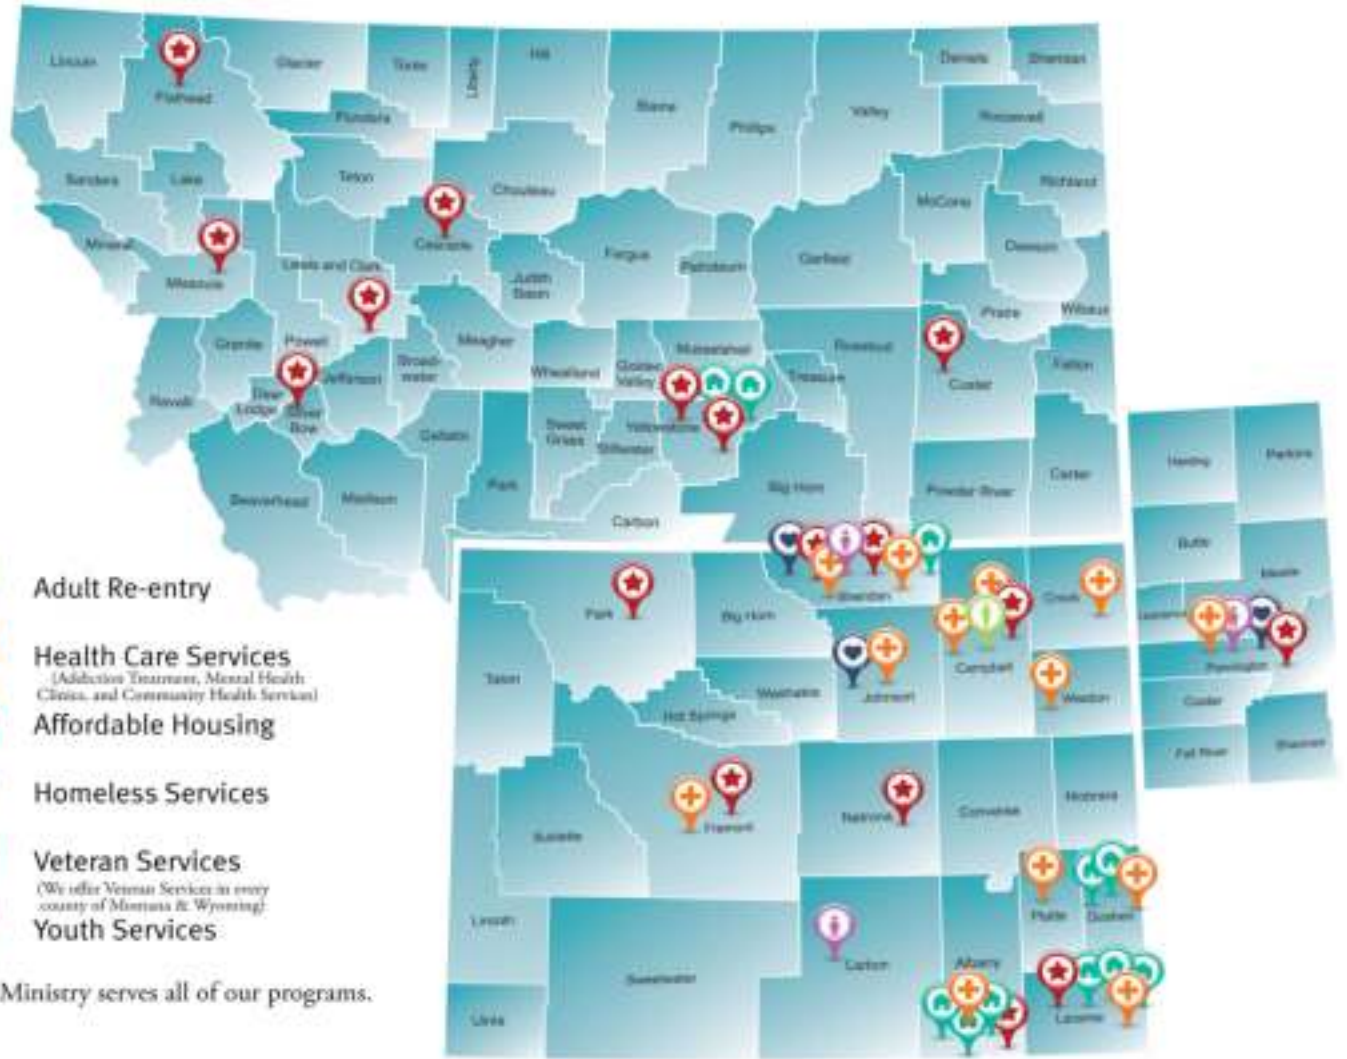 Lincoln
Flathead
Glacier
Toole
Liberty
Hill
Blaine
Phillips
Valley
Daniels
Sheridan
Roosevelt
Pondera
Teton
Chouteau
Sanders
Lake
Mineral
Missoula
Lewis and Clark
Cascade
Judith
Basin
Fergus
Petroleum
Garfield
McCone
Richland
Dawson
Prairie
Wibaux
Granite
Powell
Meagher
Broad-
water
Jefferson
Deer
Lodge
Silver
Bow
Ravalli
Wheatland
Golden
Valley
Musselshell
Rosebud
Treasure
Custer
Fallon
Gallatin
Sweet
Grass
Stillwater
Yellowstone
Beaverhead
Madison
Park
Carbon
Big Horn
Powder River
Carter
Harding
Perkins
Butte
Meade
Pennington
Custer
Fall River
Shannon
Park
Big Horn
Sheridan
Crook
Campbell
Teton
Washakie
Johnson
Weston
Hot Springs
Fremont
Natrona
Converse
Niobrara
Sublette
Lincoln
Sweetwater
Carbon
Albany
Platte
Goshen
Laramie
Uinta
Adult Re-entry
Health Care Services
(Addiction Treatment, Mental Health
Clinics, and Community Health Services)
Affordable Housing
Homeless Services
Veteran Services
(We offer Veteran Services in every
county of Montana & Wyoming)
Youth Services
Ministry serves all of our programs.